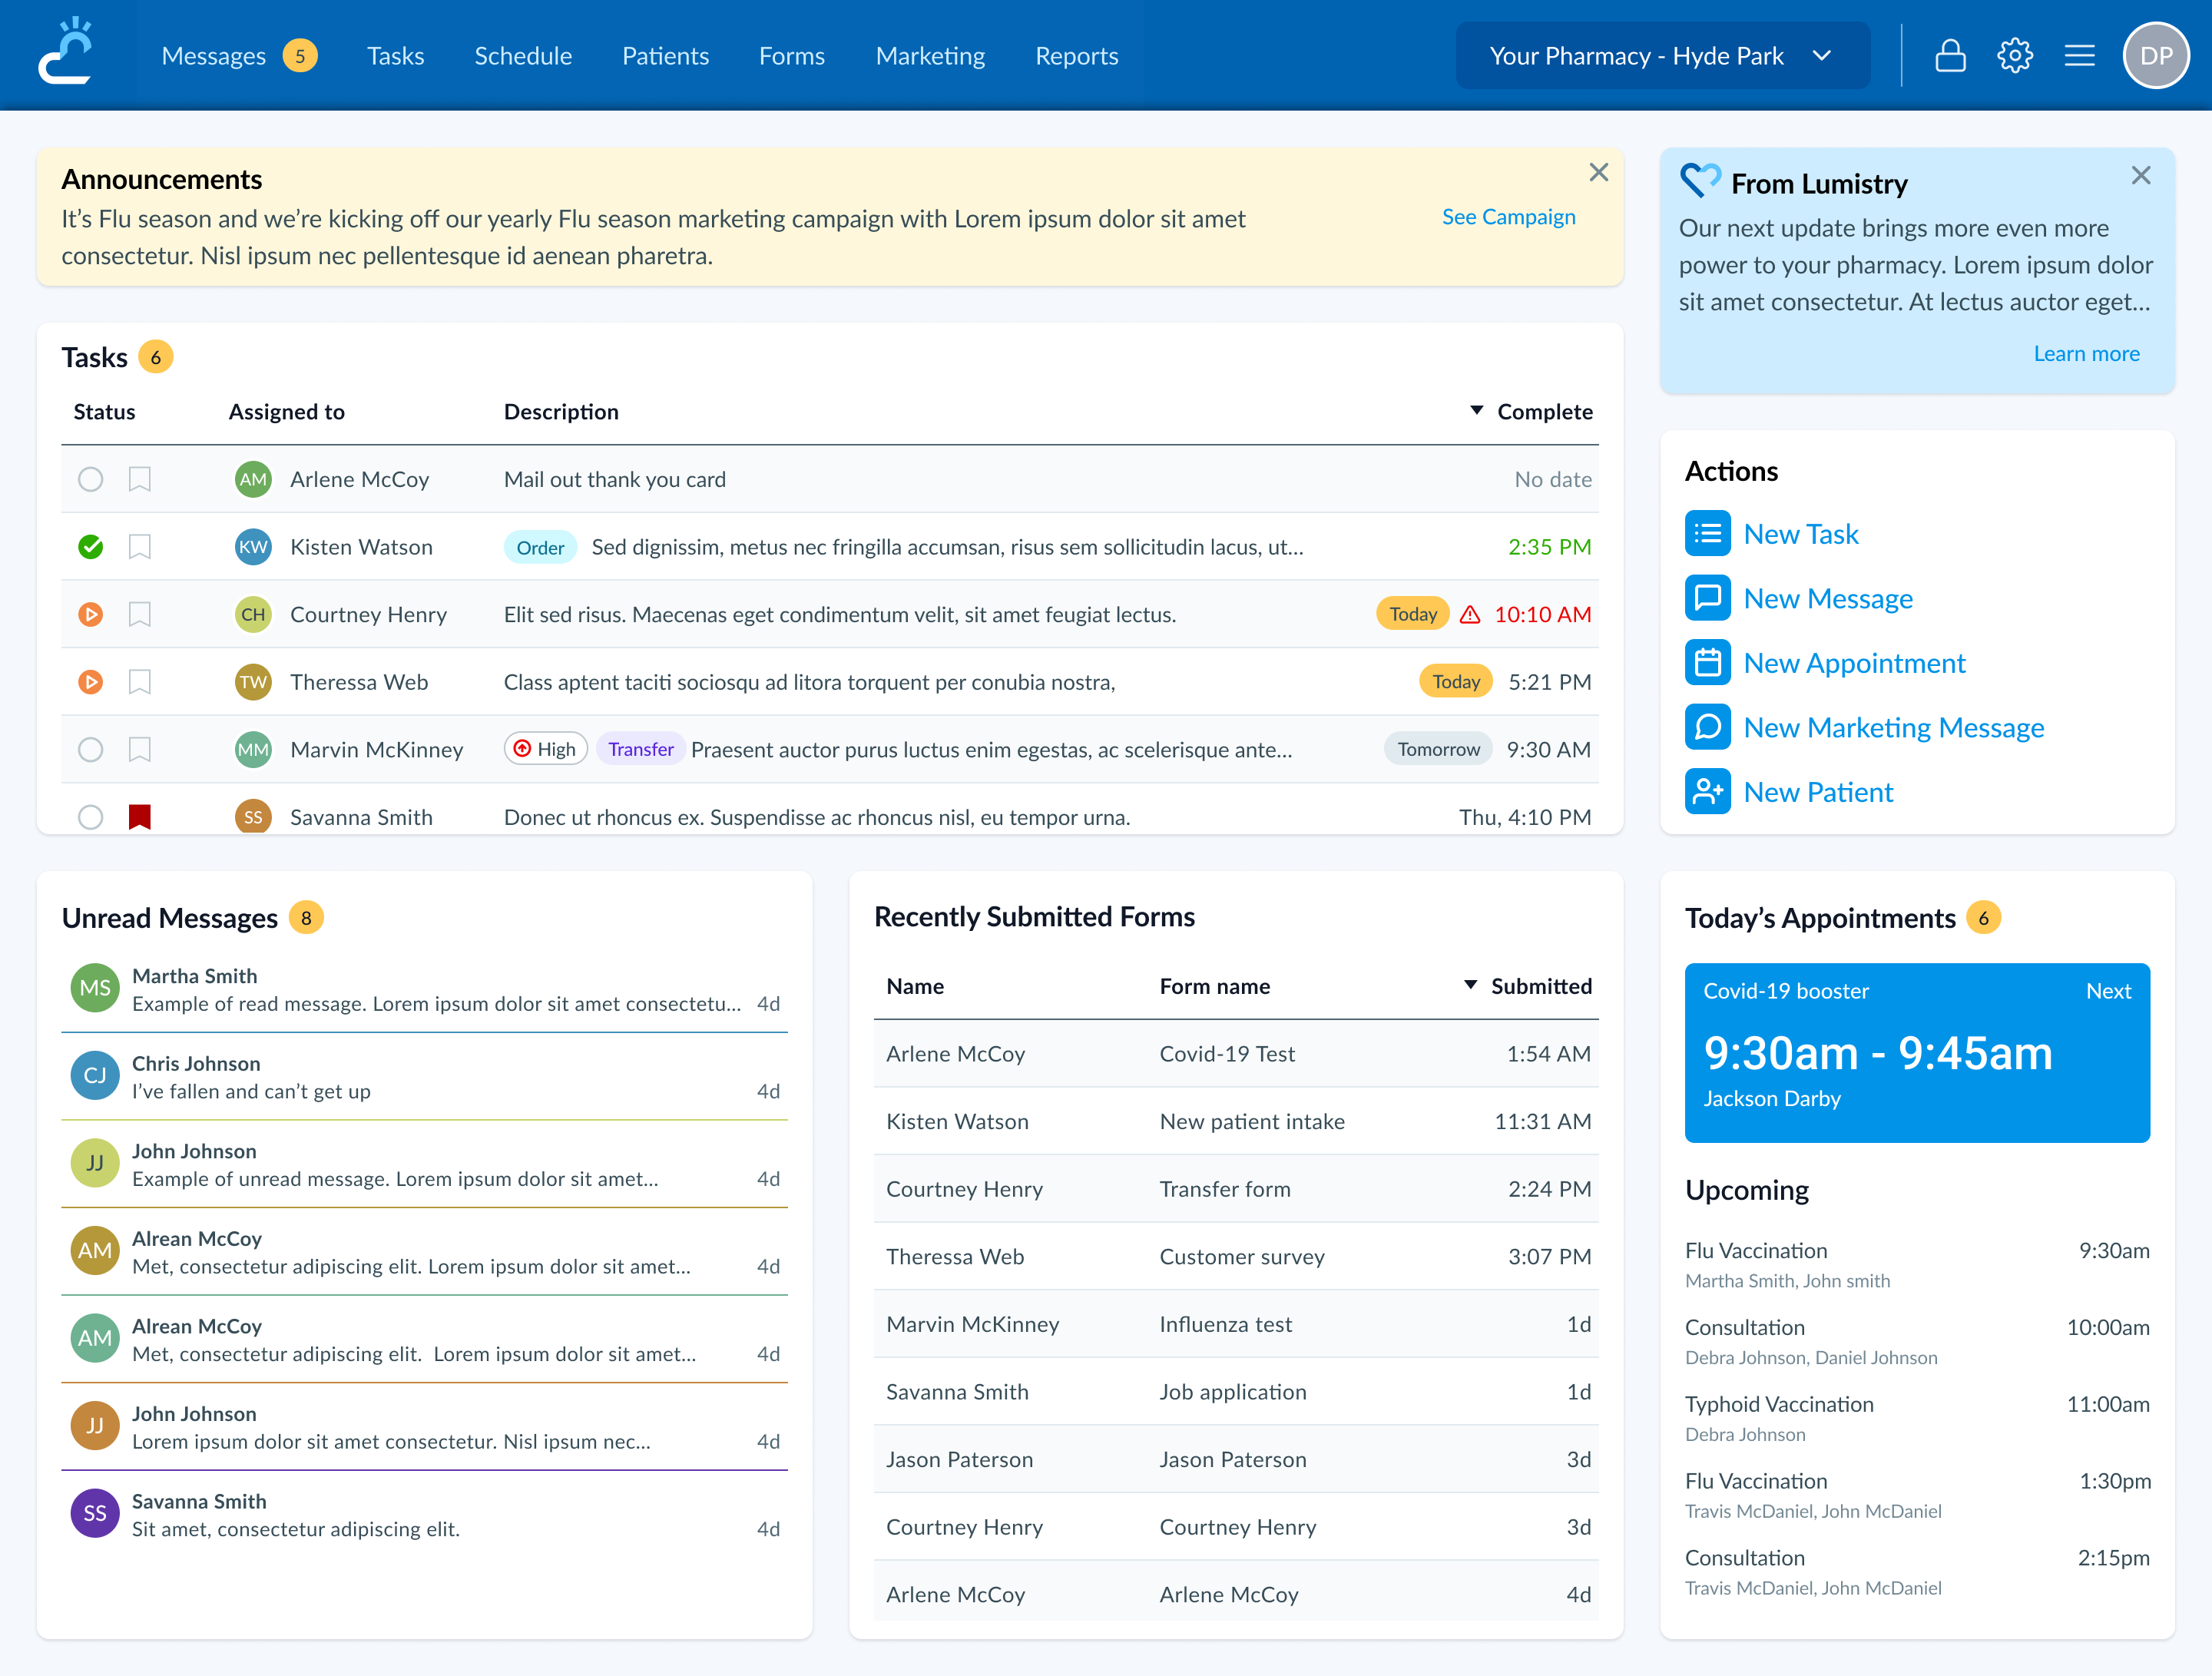 Messages 5 Tasks Schedule Patients Forms Marketing Reports Your Pharmacy - Hyde Park DP
Announcements
It’s Flu season and we’re kicking off our yearly Flu season marketing campaign with Lorem ipsum dolor sit amet
consectetur. Nisl ipsum nec pellentesque id aenean pharetra.
See Campaign
From Lumistry
Our next update brings more even more
power to your pharmacy. Lorem ipsum dolor
sit amet consectetur. At lectus auctor eget...
Learn more
Tasks 6
Status Assigned to Description Complete
AM Arlene McCoy Mail out thank you card No date
KW Kisten Watson Order Sed dignissim, metus nec fringilla accumsan, risus sem sollicitudin lacus, ut... 2:35 PM
CH Courtney Henry Elit sed risus. Maecenas eget condimentum velit, sit amet feugiat lectus. Today 10:10 AM
TW Theressa Web Class aptent taciti sociosqu ad litora torquent per conubia nostra, Today 5:21 PM
MM Marvin McKinney High Transfer Praesent auctor purus luctus enim egestas, ac scelerisque ante... Tomorrow 9:30 AM
SS Savanna Smith Donec ut rhoncus ex. Suspendisse ac rhoncus nisl, eu tempor urna. Thu, 4:10 PM
Actions
New Task
New Message
New Appointment
New Marketing Message
New Patient
Unread Messages 8
MS Martha Smith
Example of read message. Lorem ipsum dolor sit amet consectetu... 4d
CJ Chris Johnson
I’ve fallen and can’t get up 4d
JJ John Johnson
Example of unread message. Lorem ipsum dolor sit amet... 4d
AM Alrean McCoy
Met, consectetur adipiscing elit. Lorem ipsum dolor sit amet... 4d
AM Alrean McCoy
Met, consectetur adipiscing elit. Lorem ipsum dolor sit amet... 4d
JJ John Johnson
Lorem ipsum dolor sit amet consectetur. Nisl ipsum nec... 4d
SS Savanna Smith
Sit amet, consectetur adipiscing elit. 4d
Recently Submitted Forms
Name Form name Submitted
Arlene McCoy Covid-19 Test 1:54 AM
Kisten Watson New patient intake 11:31 AM
Courtney Henry Transfer form 2:24 PM
Theressa Web Customer survey 3:07 PM
Marvin McKinney Influenza test 1d
Savanna Smith Job application 1d
Jason Paterson Jason Paterson 3d
Courtney Henry Courtney Henry 3d
Arlene McCoy Arlene McCoy 4d
Today’s Appointments 6
Covid-19 booster Next
9:30am - 9:45am
Jackson Darby
Upcoming
Flu Vaccination 9:30am
Martha Smith, John smith
Consultation 10:00am
Debra Johnson, Daniel Johnson
Typhoid Vaccination 11:00am
Debra Johnson
Flu Vaccination 1:30pm
Travis McDaniel, John McDaniel
Consultation 2:15pm
Travis McDaniel, John McDaniel